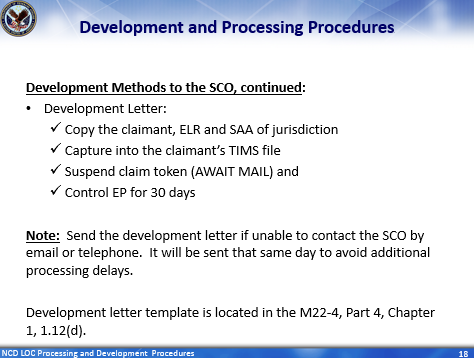 Development and Processing Procedures
Development Methods to the SCO, continued:
• Development Letter:
✓ Copy the claimant, ELR and SAA of jurisdiction
✓ Capture into the claimant's TIMS file
✓ Suspend claim token (AWAIT MAIL) and
✓ Control EP for 30 days
Note: Send the development letter if unable to contact the SCO by
email or telephone. It will be sent that same day to avoid additional
processing delays.
Development letter template is located in the M22-4, Part 4, Chapter
1, 1.12(d).
NCD LOC Processing and Development Procedures
18